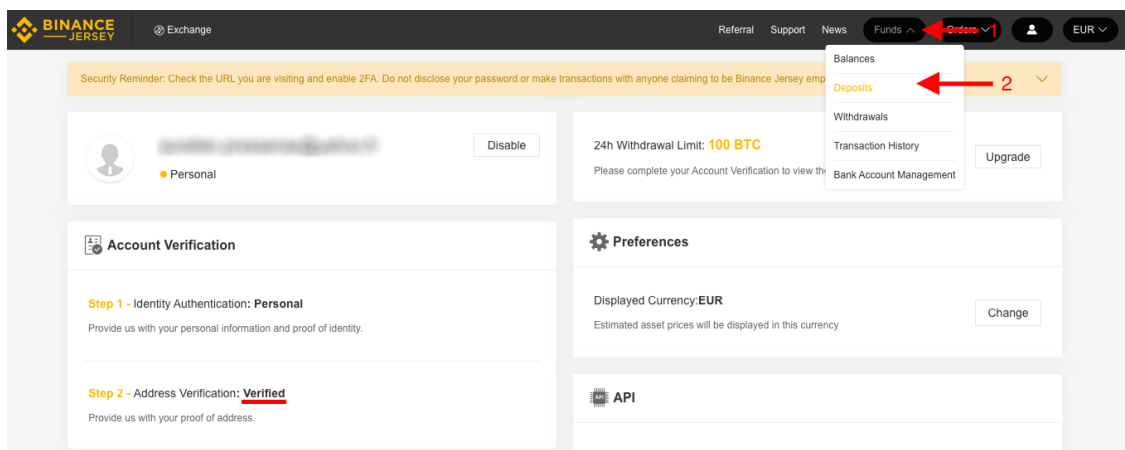 BINANCE
JERSEY
Exchange
Referral Support News Funds 1 Orders EUR
Security Reminder: Check the URL you are visiting and enable 2FA. Do not disclose your password or make transactions with anyone claiming to be Binance Jersey
Balances
Deposits 2
Withdrawals
Transaction History
Bank Account Management
Disable
Personal
24h Withdrawal Limit: 100 BTC
Please complete your Account Verification to view
Upgrade
Account Verification
Step 1 - Identity Authentication: Personal
Provide us with your personal information and proof of identity.
Step 2 - Address Verification: Verified
Provide us with your proof of address.
Preferences
Displayed Currency:EUR
Estimated asset prices will be displayed in this currency
Change
API